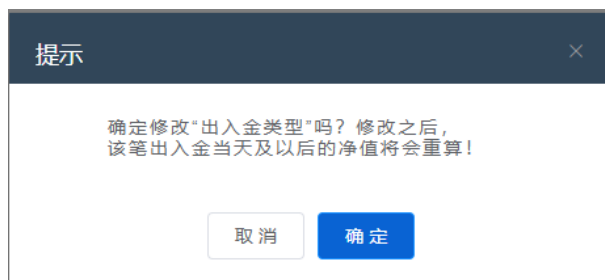 提示
确定修改“出入金类型”吗？修改之后，
该笔出入金当天及以后的净值将会重算！
取消
确定